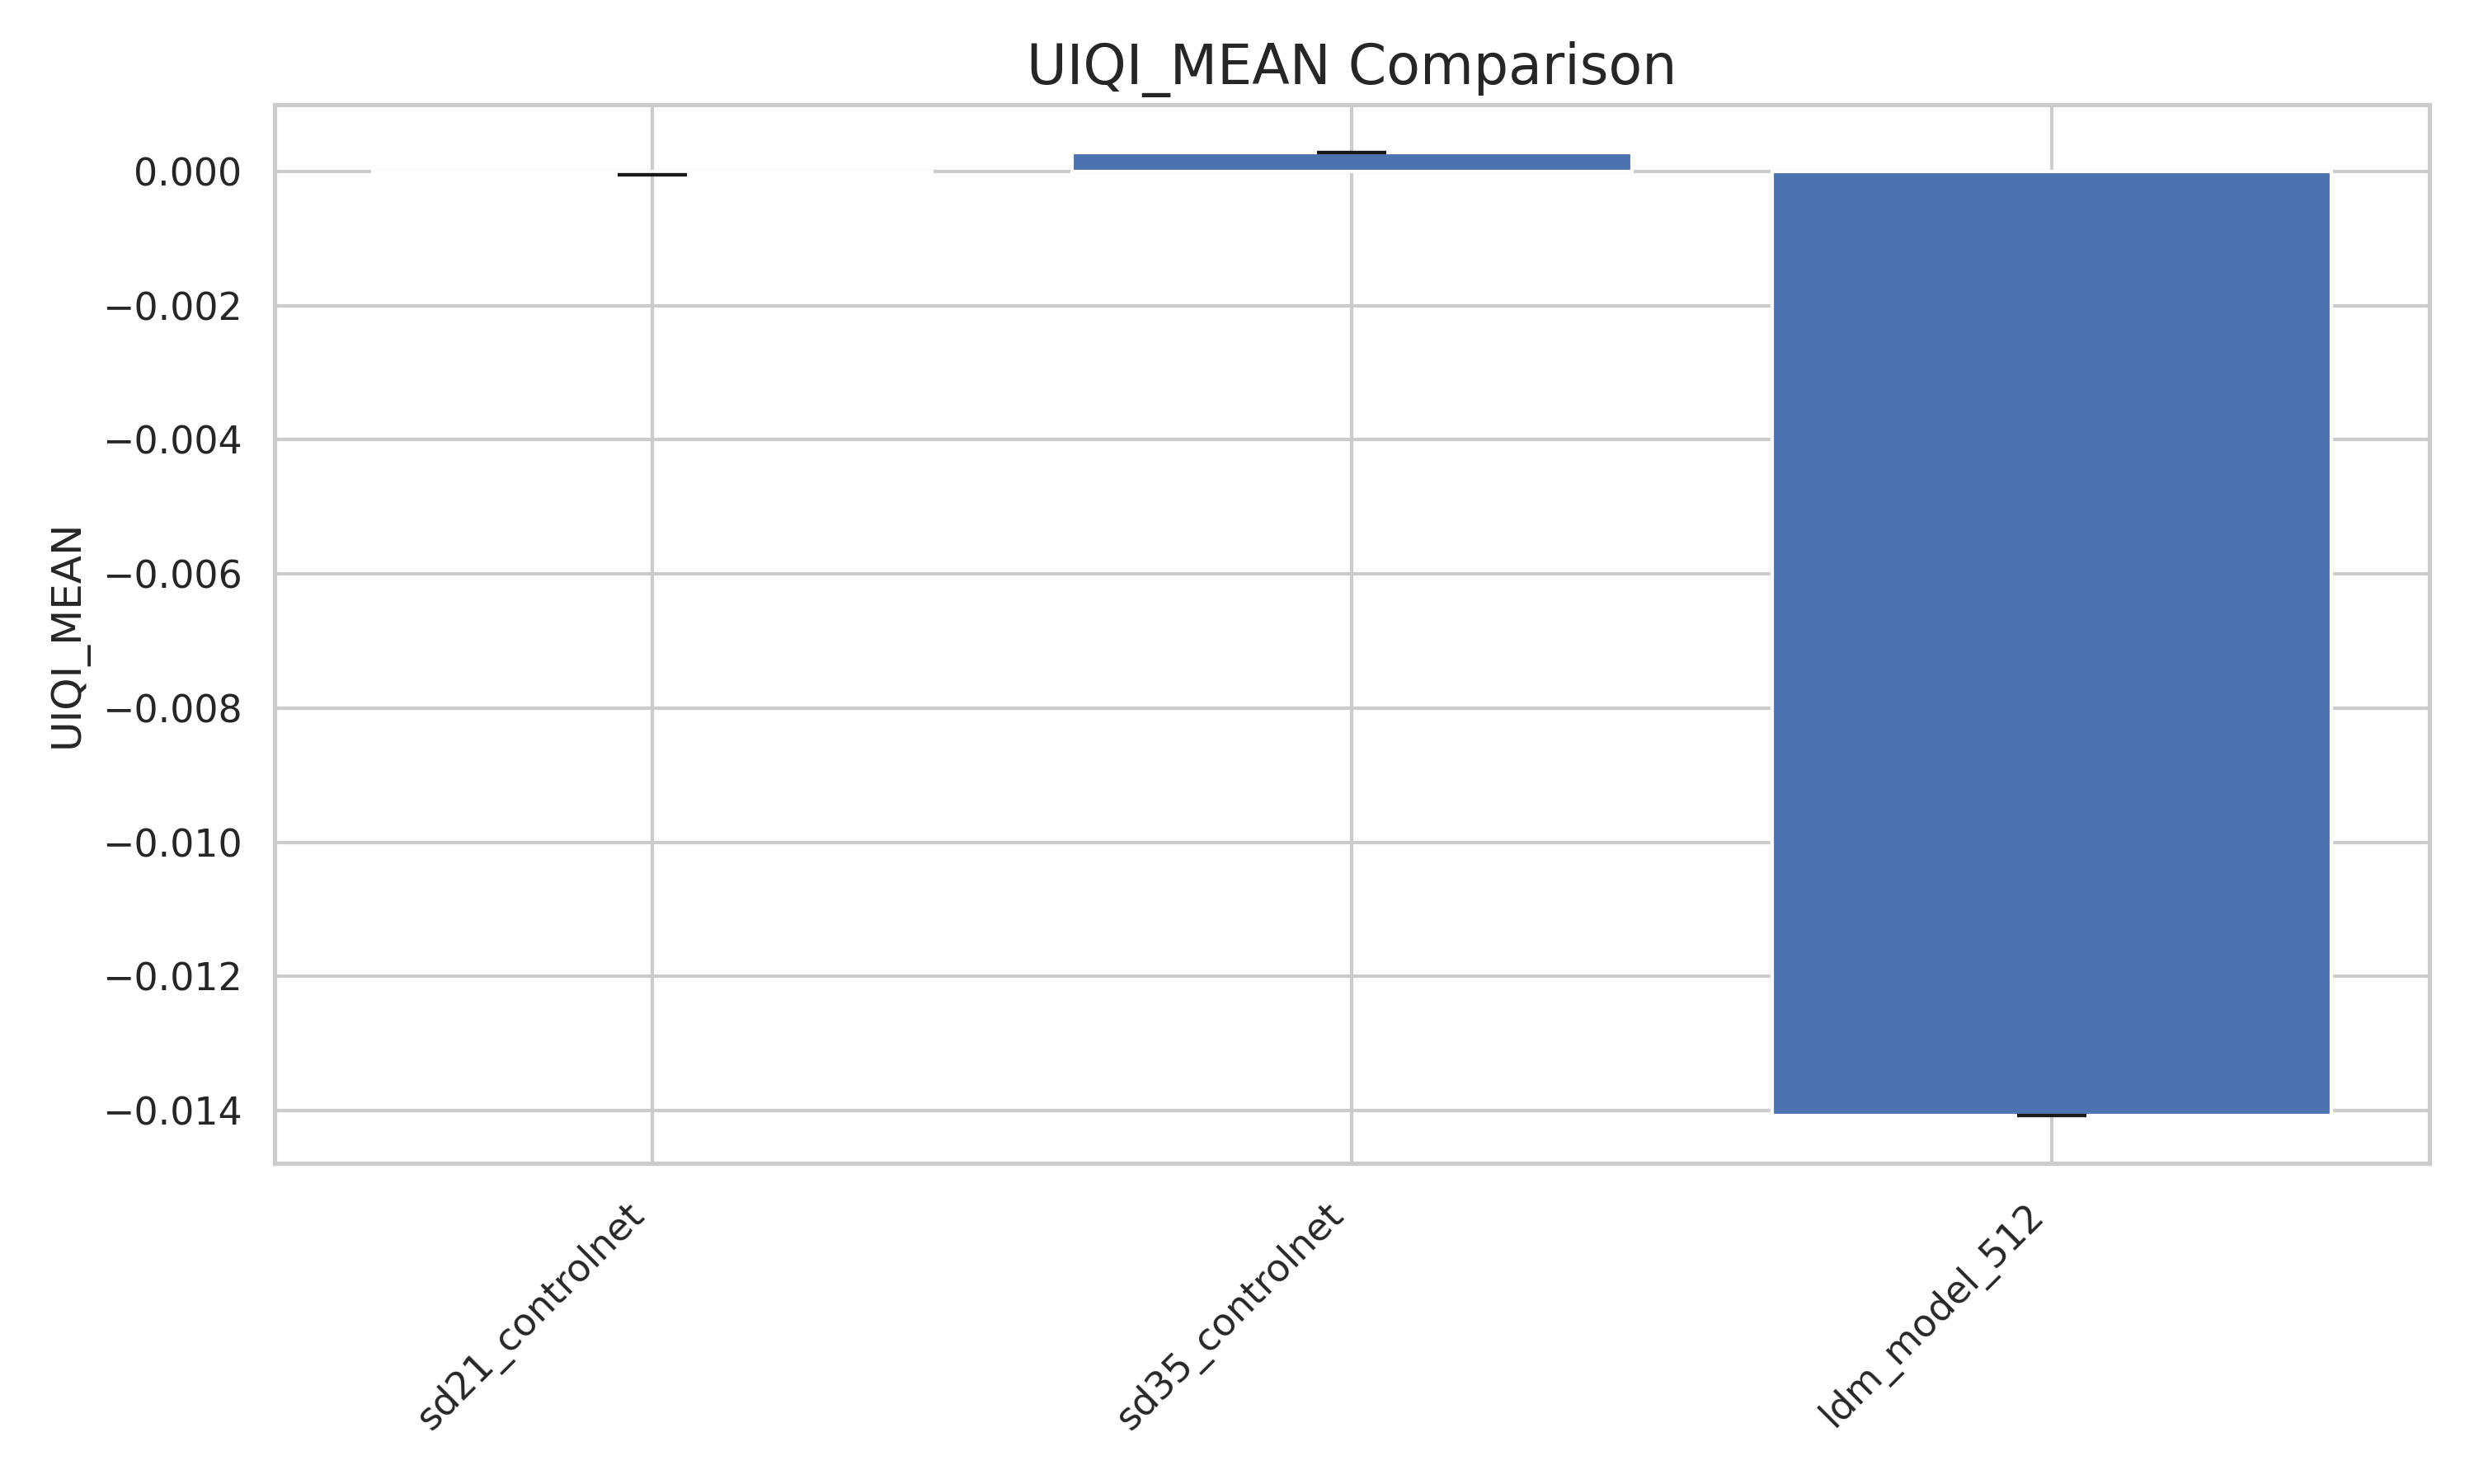 UIQI_MEAN Comparison
UIQI_MEAN
0.000
−0.002
−0.004
−0.006
−0.008
−0.010
−0.012
−0.014
sd21_controlnet
sd35_controlnet
ldm_model_512